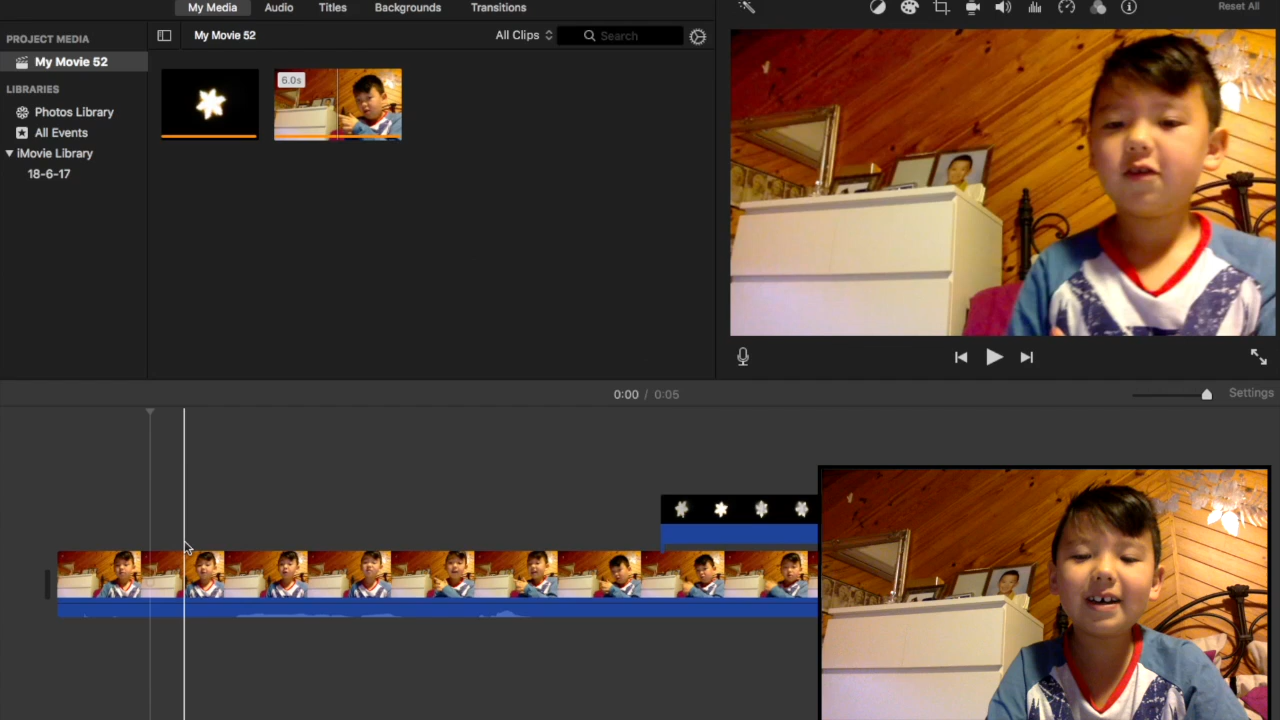 My Media Audio Titles Backgrounds Transitions
Reset All
PROJECT MEDIA
My Movie 52
All Clips
Search
My Movie 52
6.0s
LIBRARIES
Photos Library
All Events
iMovie Library
18-6-17
0:00 / 0:05
Settings